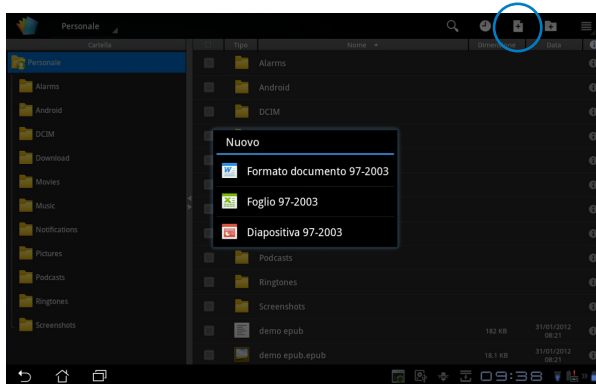 Personale
Cartella
Tipo
Nome
Dimensione
Data
Personale
Alarms
Android
DCIM
Download
Movies
Music
Notifications
Pictures
Podcasts
Ringtones
Screenshots
Alarms
Android
DCIM
Nuovo
Formato documento 97-2003
Foglio 97-2003
Diapositiva 97-2003
Podcasts
Ringtones
Screenshots
demo epub
182 KB
31/01/2012
08:21
demo epub.epub
18.1 KB
31/01/2012
08:21
09:38